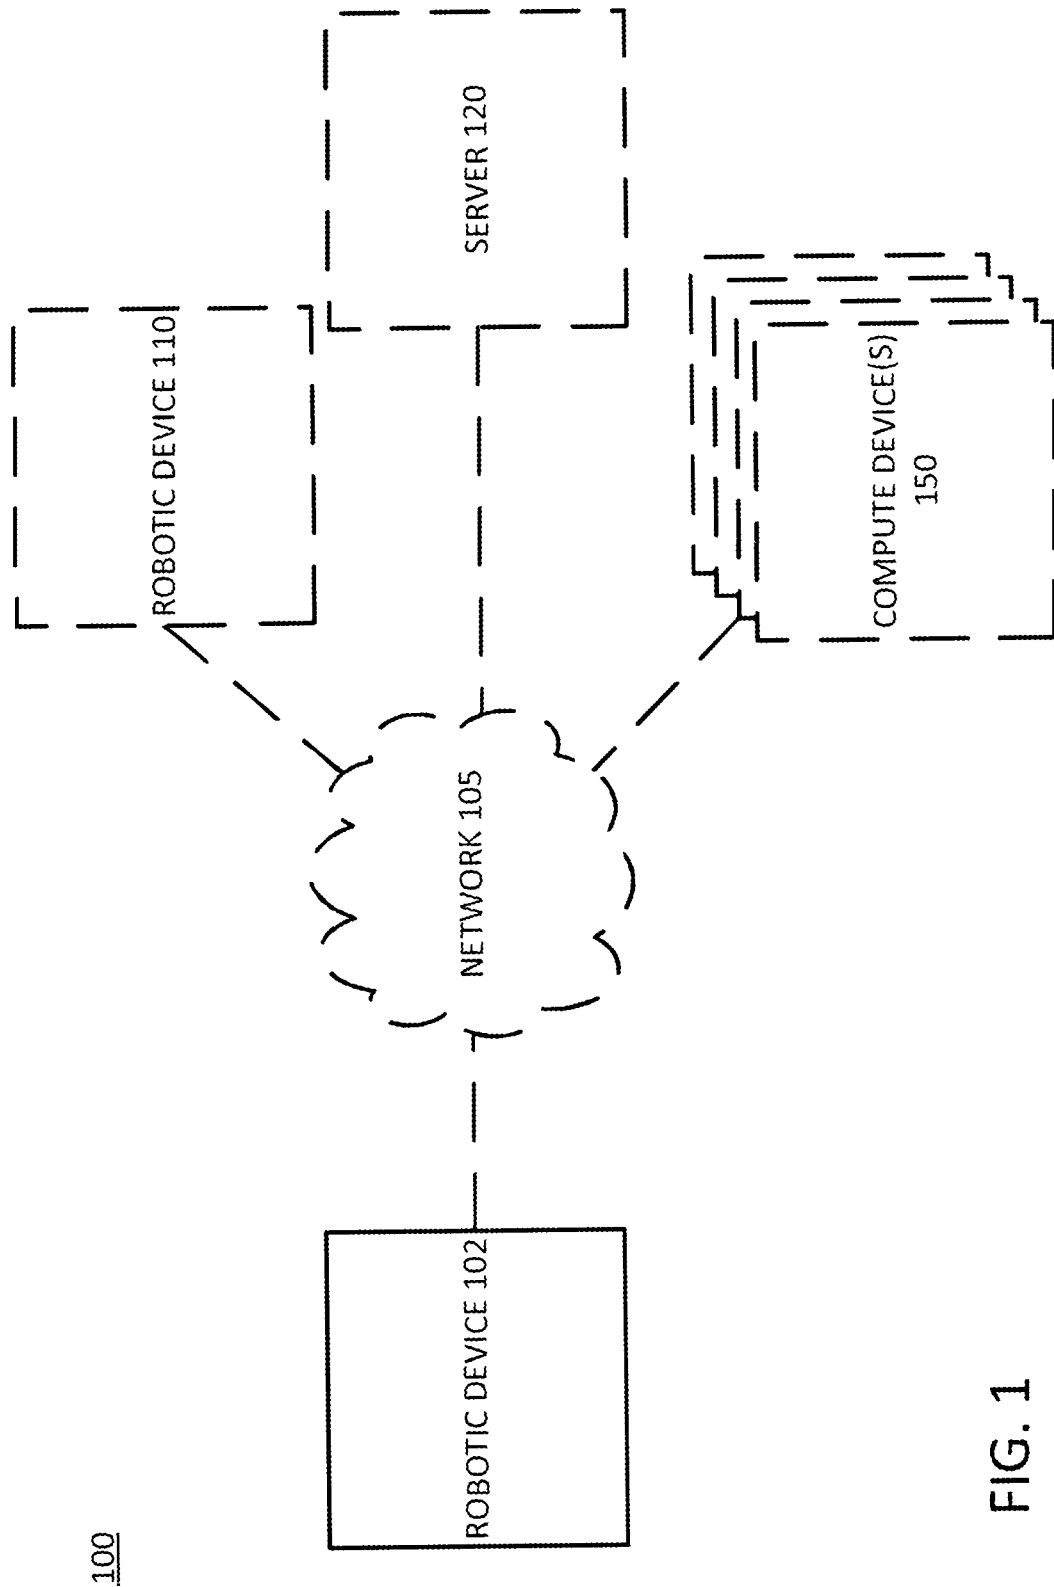 100
ROBOTIC DEVICE 110
ROBOTIC DEVICE 102
NETWORK 105
SERVER 120
COMPUTE DEVICE(S)
150
FIG. 1